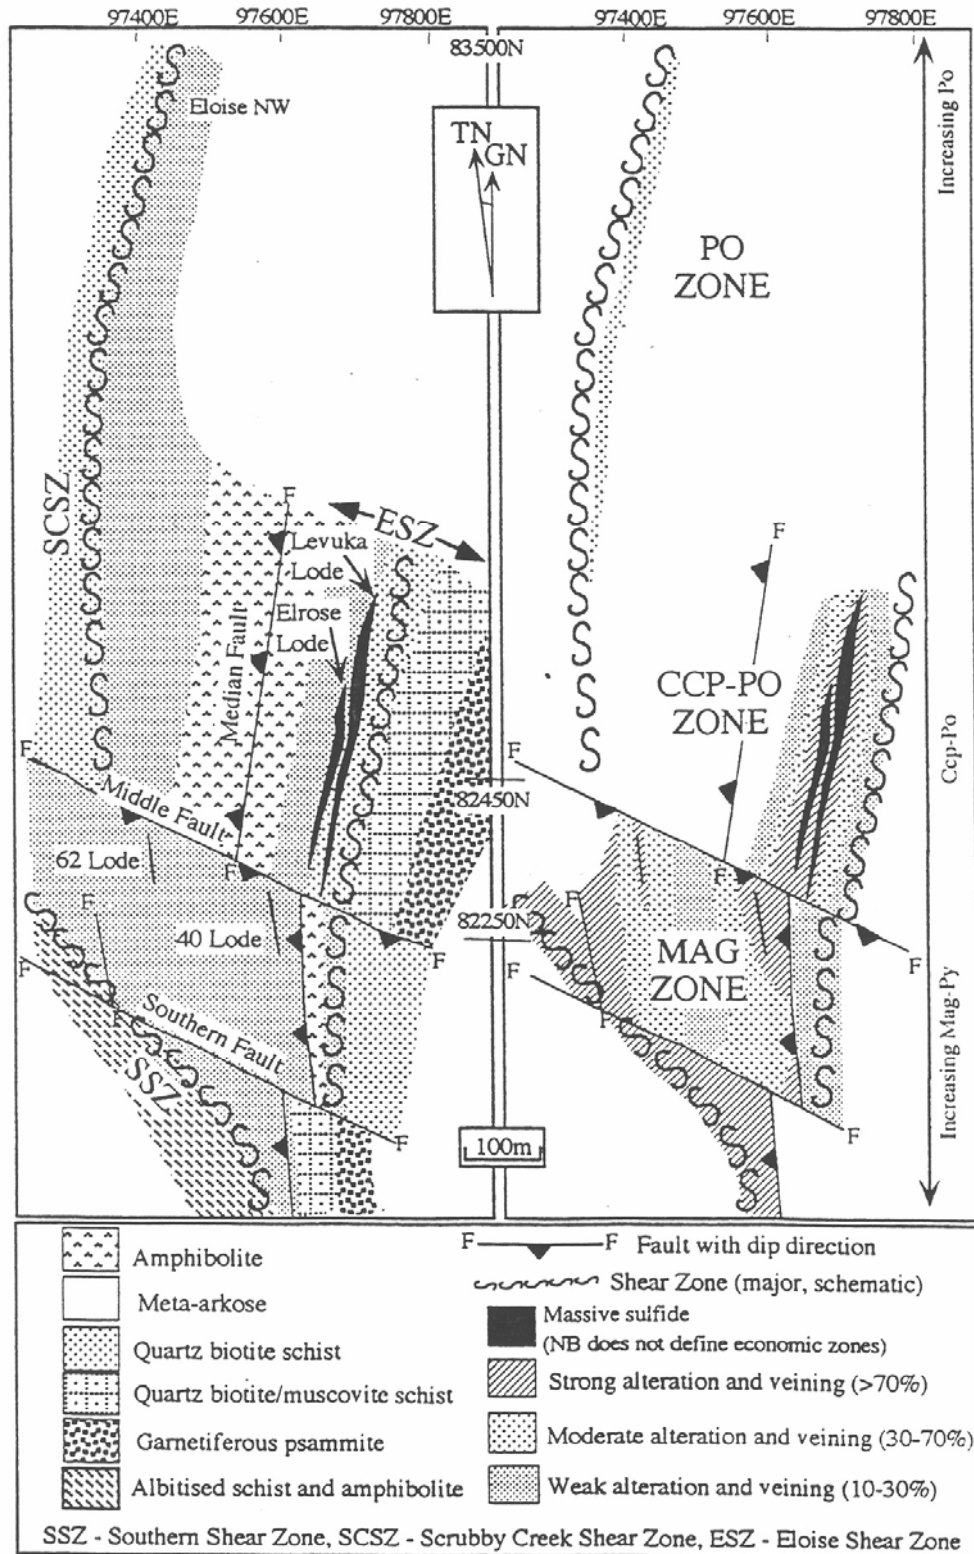 97400E
97600E
97800E
97400E
97600E
97800E
83500N
Eloise NW
TN
GN
PO
ZONE
Increasing Po
SCSZ
F
ESZ
Levuka
Lode
Elrose
Lode
Median Fault
F
CCP-PO
ZONE
Ccp-Po
F
F
Middle Fault
82450N
62 Lode
F
F
F
F
82250N
F
40 Lode
MAG
ZONE
F
F
F
F
F
F
Southern Fault
SSZ
F
F
Increasing Mag-Py
100m
Amphibolite
Meta-arkose
Quartz biotite schist
Quartz biotite/muscovite schist
Garnetiferous psammite
Albitised schist and amphibolite
F F Fault with dip direction
Shear Zone (major, schematic)
Massive sulfide
(NB does not define economic zones)
Strong alteration and veining (>70%)
Moderate alteration and veining (30-70%)
Weak alteration and veining (10-30%)
SSZ - Southern Shear Zone, SCSZ - Scrubby Creek Shear Zone, ESZ - Eloise Shear Zone